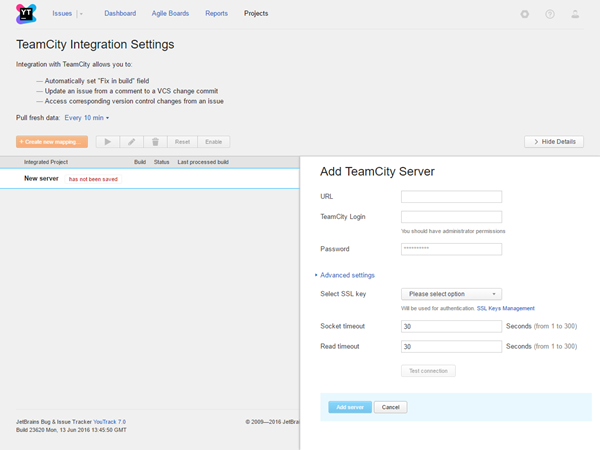 YT
Issues
Dashboard
Agile Boards
Reports
Projects
TeamCity Integration Settings
Integration with TeamCity allows you to:
— Automatically set "Fix in build" field
— Update an issue from a comment to a VCS change commit
— Access corresponding version control changes from an issue
Pull fresh data: Every 10 min
+ Create new mapping...
Reset
Enable
Hide Details
Integrated Project Build Status Last processed build
New server has not been saved
Add TeamCity Server
URL
TeamCity Login
You should have administrator permissions
Password **********
Advanced settings
Select SSL key Please select option
Will be used for authentication SSL Keys Management
Socket timeout 30 Seconds (from 1 to 300)
Read timeout 30 Seconds (from 1 to 300)
Test connection
Add server Cancel
JetBrains Bug & Issue Tracker YouTrack 7.0
Build 23620 Mon, 13 Jun 2016 13:45:50 GMT
© 2009—2016 JetBrains